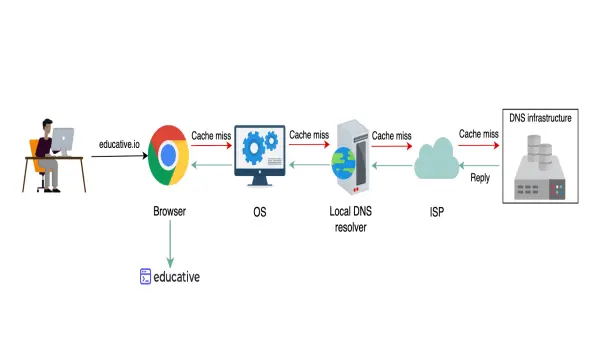 DNS infrastructure
educative.io
Cache miss
Cache miss
Cache miss
Cache miss
Reply
Browser
OS
Local DNS
resolver
ISP
educative